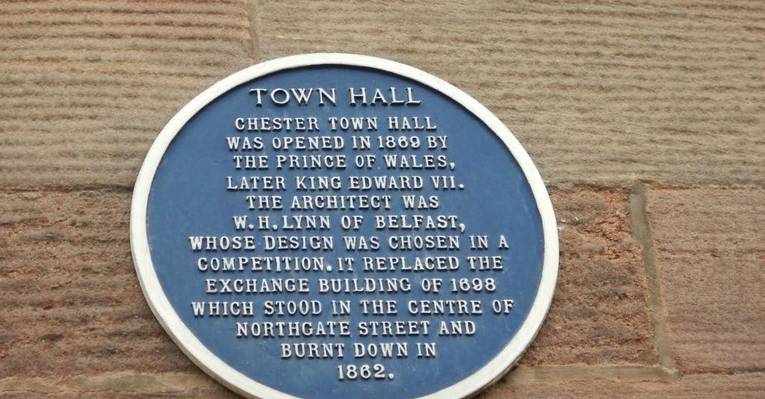 TOWN HALL
CHESTER TOWN HALL
WAS OPENED IN 1869 BY
THE PRINCE OF WALES,
LATER KING EDWARD VII.
THE ARCHITECT WAS
W.H. LYNN OF BELFAST,
WHOSE DESIGN WAS CHOSEN IN A
COMPETITION. IT REPLACED THE
EXCHANGE BUILDING OF 1698
WHICH STOOD IN THE CENTRE OF
NORTHGATE STREET AND
BURNT DOWN IN
1862.